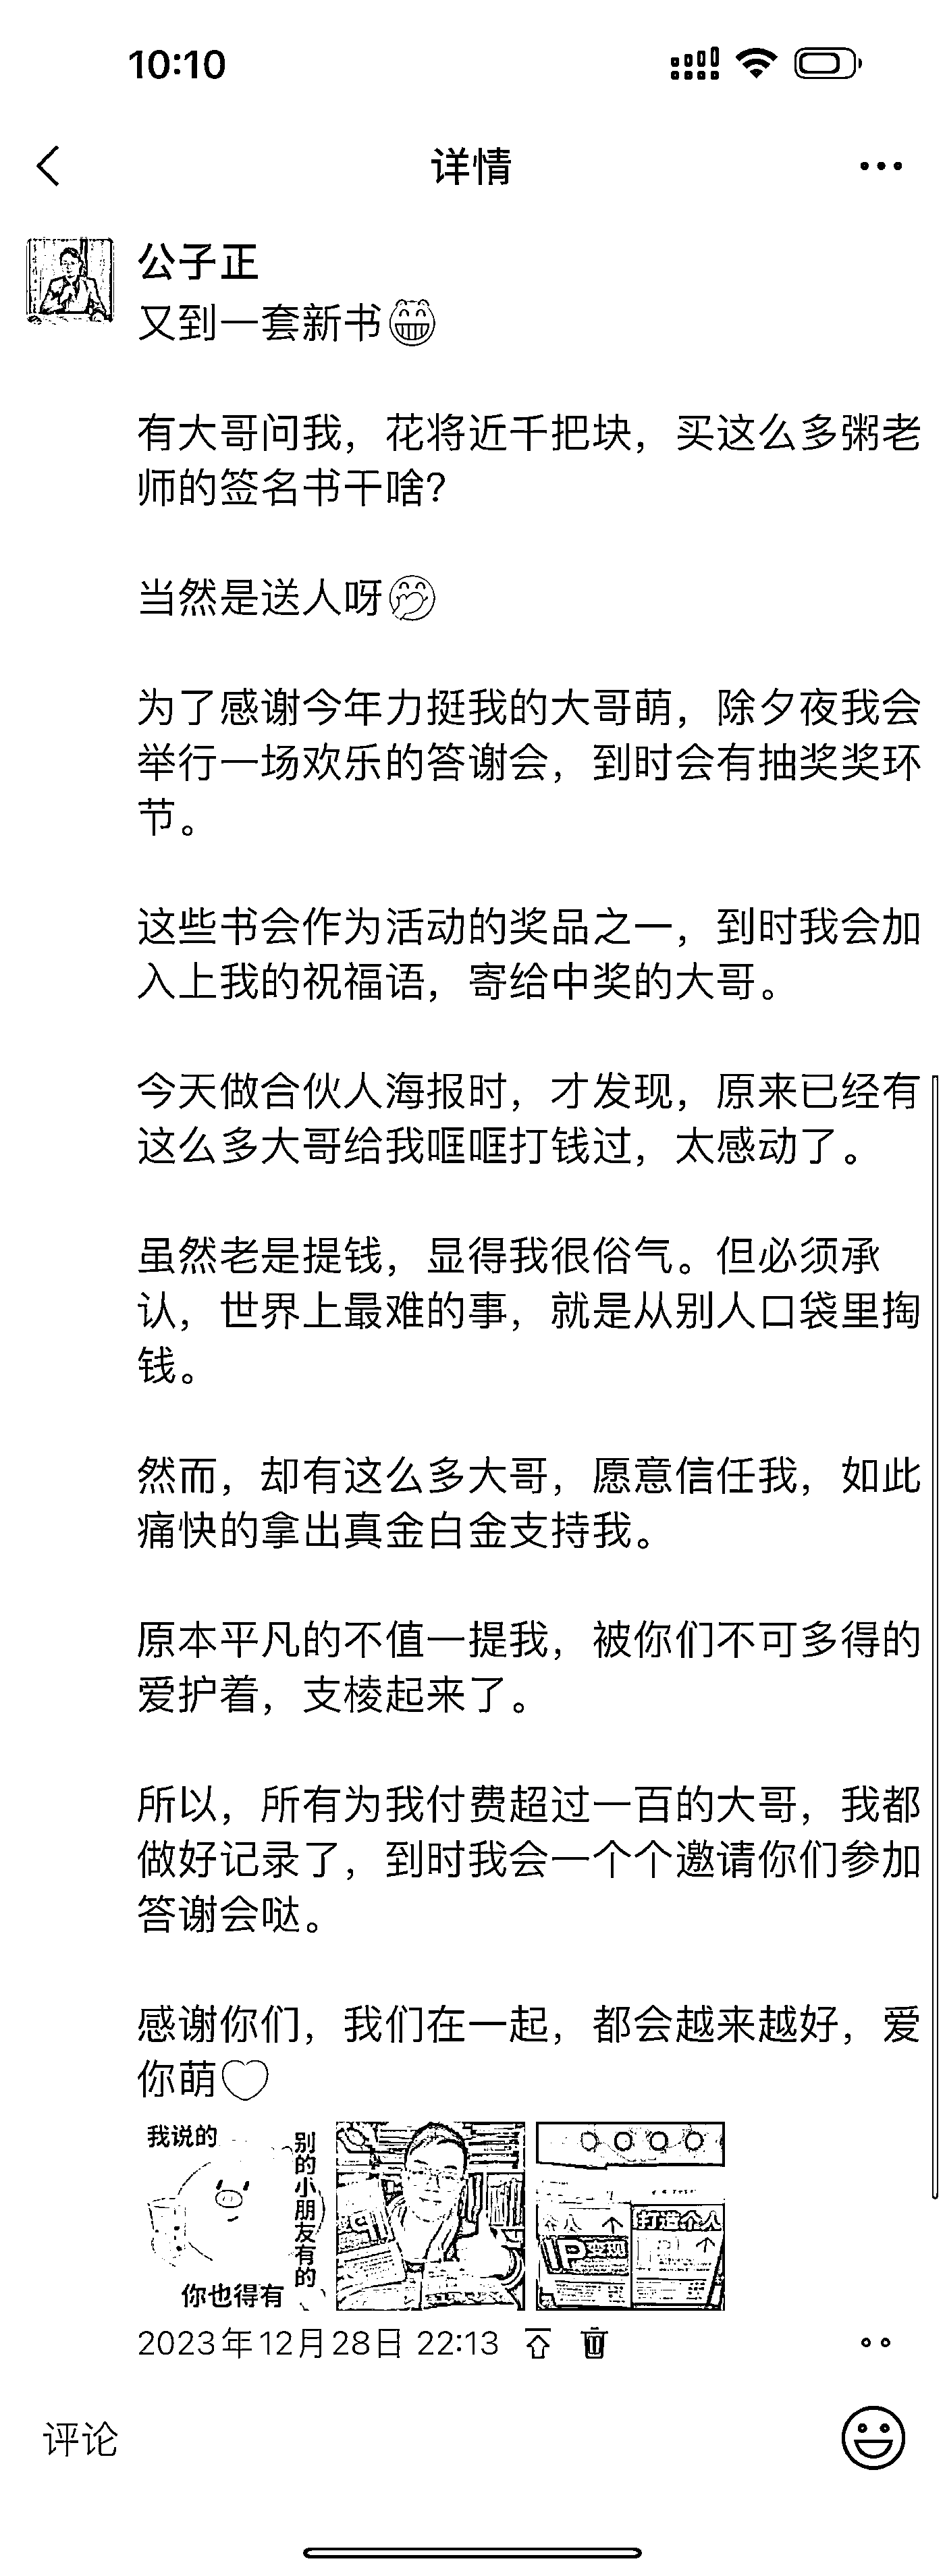 10:10
详情
公子正
又到一套新书😁
有大哥问我，花将近千把块，买这么多粥老
师的签名书干啥？
当然是送人呀🤭
为了感谢今年力挺我的大哥萌，除夕夜我会
举行一场欢乐的答谢会，到时会有抽奖奖环
节。
这些书会作为活动的奖品之一，到时我会加
入上我的祝福语，寄给中奖的大哥。
今天做合伙人海报时，才发现，原来已经有
这么多大哥给我哐哐打钱过，太感动了。
虽然老是提钱，显得我很俗气。但必须承
认，世界上最难的事，就是从别人口袋里掏
钱。
然而，却有这么多大哥，愿意信任我，如此
痛快的拿出真金白金支持我。
原本平凡的不值一提我，被你们不可多得的
爱护着，支棱起来了。
所以，所有为我付费超过一百的大哥，我都
做好记录了，到时我会一个个邀请你们参加
答谢会哒。
感谢你们，我们在一起，都会越来越好，爱
你萌♡
我说的
别的小朋友有的
你也得有
打造个人
IP变现
2023年12月28日 22:13
评论